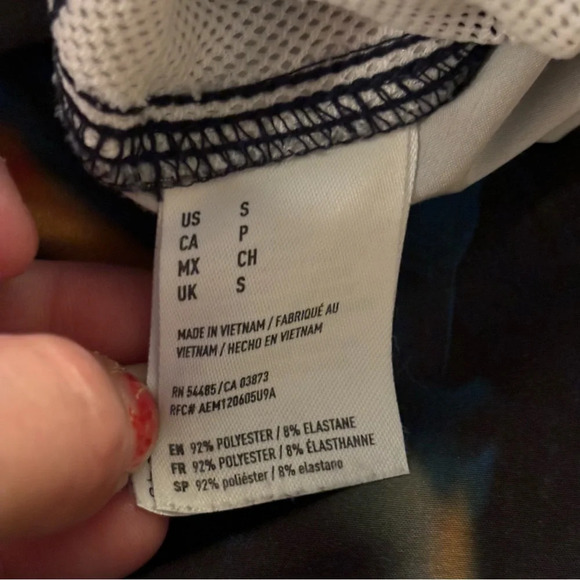 US S
CA P
MX CH
UK S
MADE IN VIETNAM / FABRIQUÉ AU
VIETNAM / HECHO EN VIETNAM
RN 54485/CA 03873
RFC# AEM120605U9A
EN 92% POLYESTER / 8% ELASTANE
FR 92% POLYESTER / 8% ÉLASTHANNE
SP 92% poliéster / 8% elastano